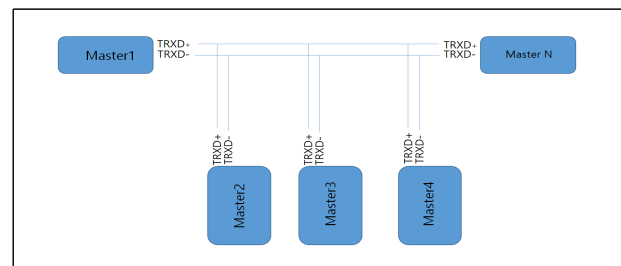 Master1
TRXD+
TRXD-
TRXD+
TRXD-
Master N
TRXD+
TRXD-
TRXD+
TRXD-
TRXD+
TRXD-
Master2
Master3
Master4